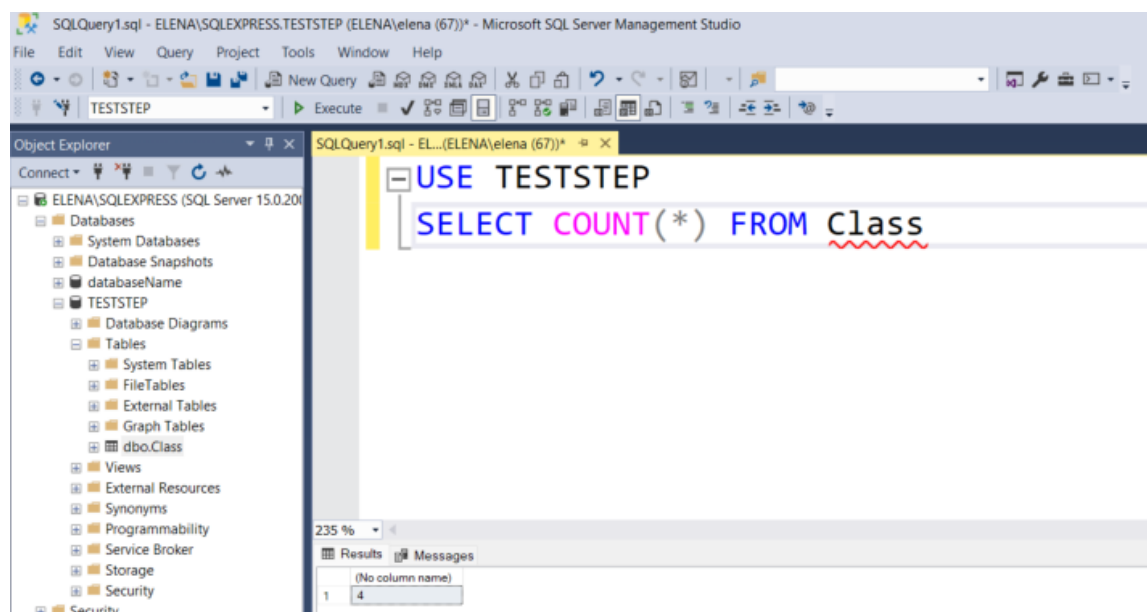 SQLQuery1.sql - ELENA\SQLEXPRESS.TESTSTEP (ELENA\elena (67))* - Microsoft SQL Server Management Studio
File Edit View Query Project Tools Window Help
New Query
TESTSTEP Execute
Object Explorer
Connect
ELENA\SQLEXPRESS (SQL Server 15.0.200
Databases
System Databases
Database Snapshots
databaseName
TESTSTEP
Database Diagrams
Tables
System Tables
FileTables
External Tables
Graph Tables
dbo.Class
Views
External Resources
Synonyms
Programmability
Service Broker
Storage
Security
Security
SQLQuery1.sql - EL...(ELENA\elena (67))*
USE TESTSTEP
SELECT COUNT(*) FROM Class
235 %
Results Messages
(No column name)
1 4